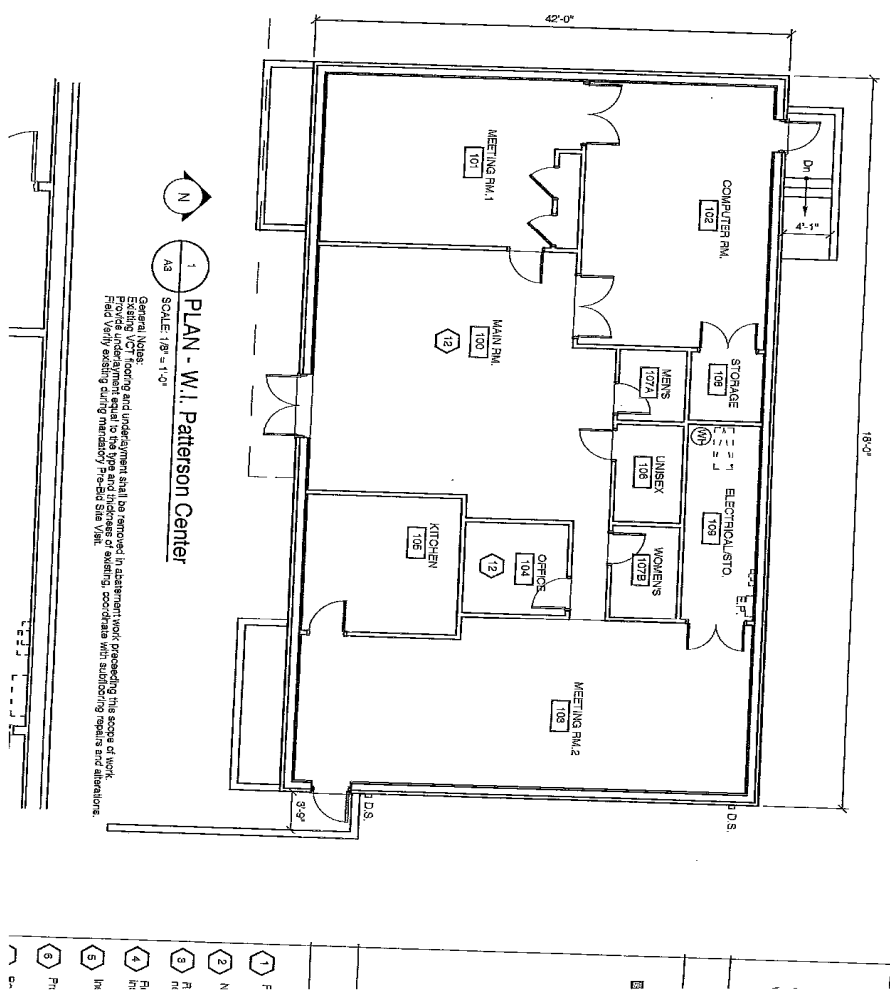 42'-0"
18'-0"
Dn
4'-1"
COMPUTER RM.
102
MEETING RM.1
101
STORAGE
108
MEN'S
107A
MAIN RM.
100
12
WH
ELECTRICAL/STO.
109
E.P.
UNISEX
106
WOMEN'S
107B
OFFICE
104
12
KITCHEN
105
MEETING RM.2
103
D.S.
D.S.
3'-9"
N
1
A3
PLAN - W.I. Patterson Center
SCALE: 1/8" = 1'-0"
General Notes:
Existing VCT flooring and underlayment shall be removed in abatement work preceeding this scope of work.
Provide underlayment equal to the type and thickness of existing, coordinate with subflooring repairs and alterations.
Field Verify existing during mandatory Pre-Bid Site Visit.
1
2
3
4
5
6